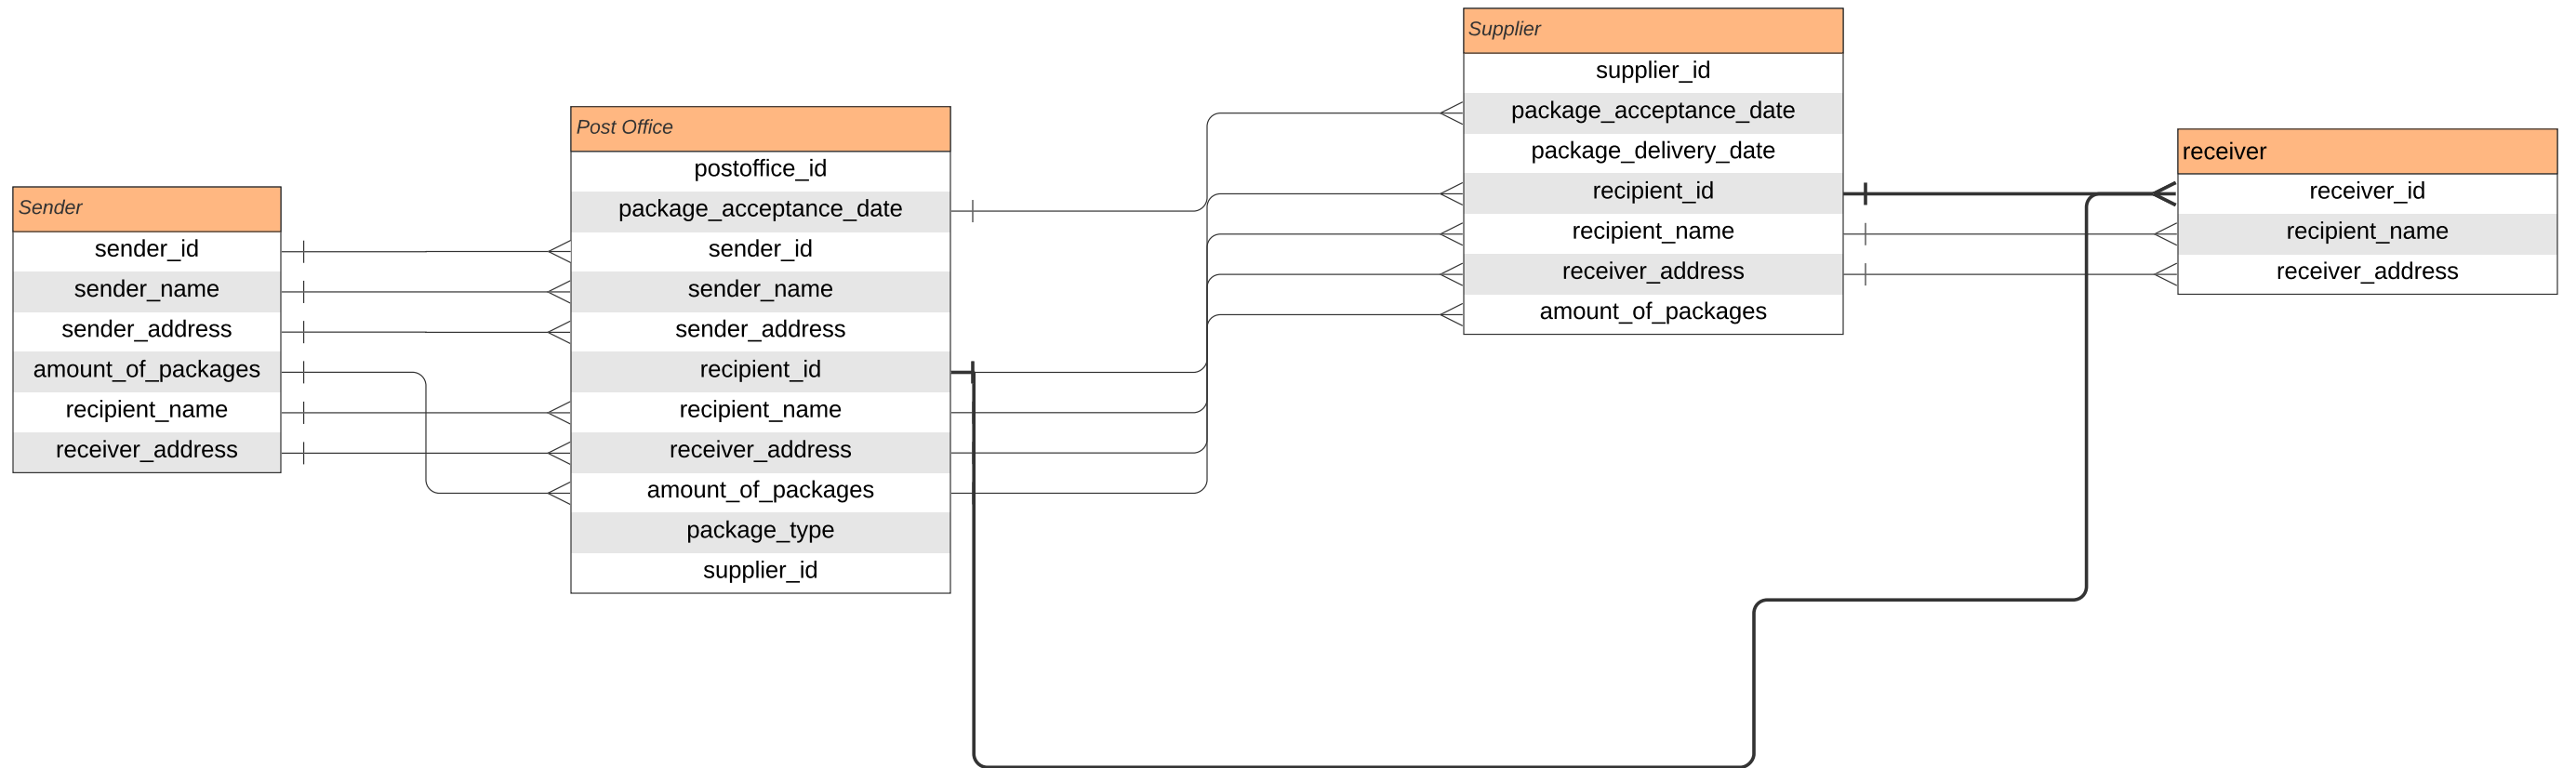 Sender
sender_id
sender_name
sender_address
amount_of_packages
recipient_name
receiver_address
Post Office
postoffice_id
package_acceptance_date
sender_id
sender_name
sender_address
recipient_id
recipient_name
receiver_address
amount_of_packages
package_type
supplier_id
Supplier
supplier_id
package_acceptance_date
package_delivery_date
recipient_id
recipient_name
receiver_address
amount_of_packages
receiver
receiver_id
recipient_name
receiver_address